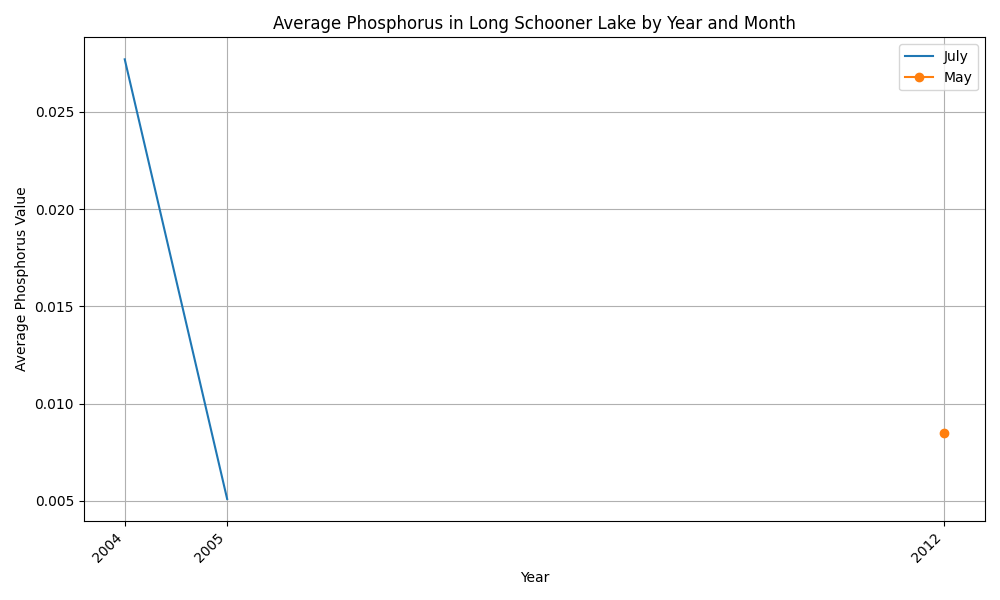 Average Phosphorus in Long Schooner Lake by Year and Month
July
May
0.025
0.020
0.015
0.010
0.005
Average Phosphorus Value
2004
2005
2012
Year